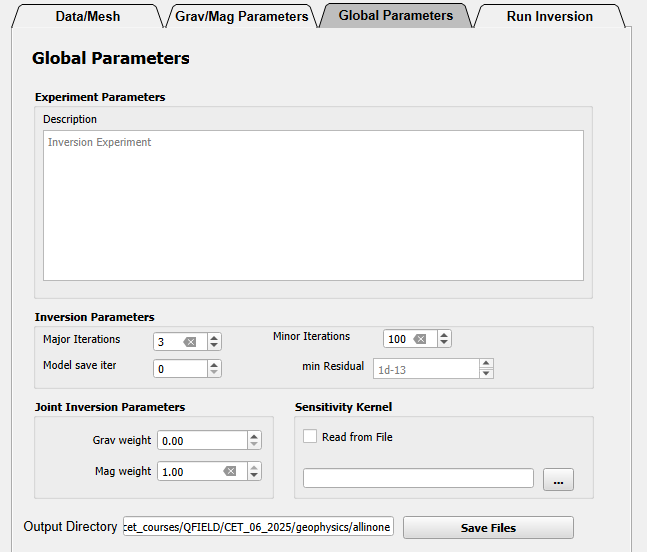 Data/Mesh
Grav/Mag Parameters
Global Parameters
Run Inversion
Global Parameters
Experiment Parameters
Description
Inversion Experiment
Inversion Parameters
Major Iterations 3
Minor Iterations 100
Model save iter 0
min Residual 1d-13
Joint Inversion Parameters
Grav weight 0.00
Mag weight 1.00
Sensitivity Kernel
Read from File
...
Output Directory cet_courses/QFIELD/CET_06_2025/geophysics/allinone
Save Files